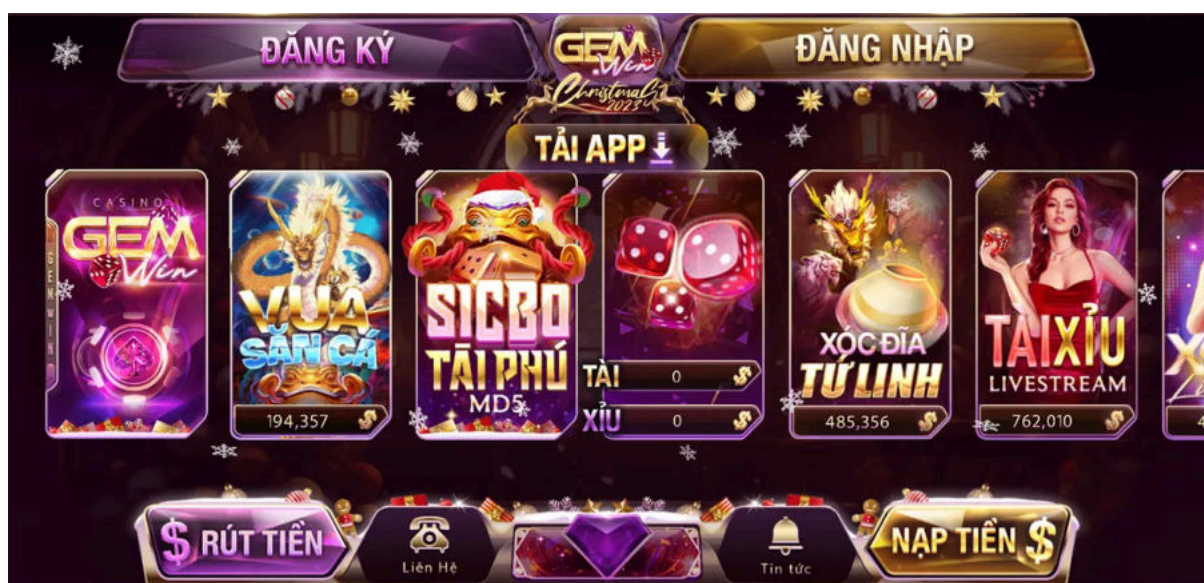 ĐĂNG KÝ
GEM
Win
Christmas
2023
ĐĂNG NHẬP
TẢI APP
CASINO
GEM
Win
GEMWIN
VUA
SĂN CÁ
194,357
SICBO
TÀI PHÚ
MD5
TÀI 0
XỈU 0
XÓC ĐĨA
TỨ LINH
485,356
TÀIXỈU
LIVESTREAM
762,010
$ RÚT TIỀN
Liên Hệ
Tin tức
NẠP TIỀN $